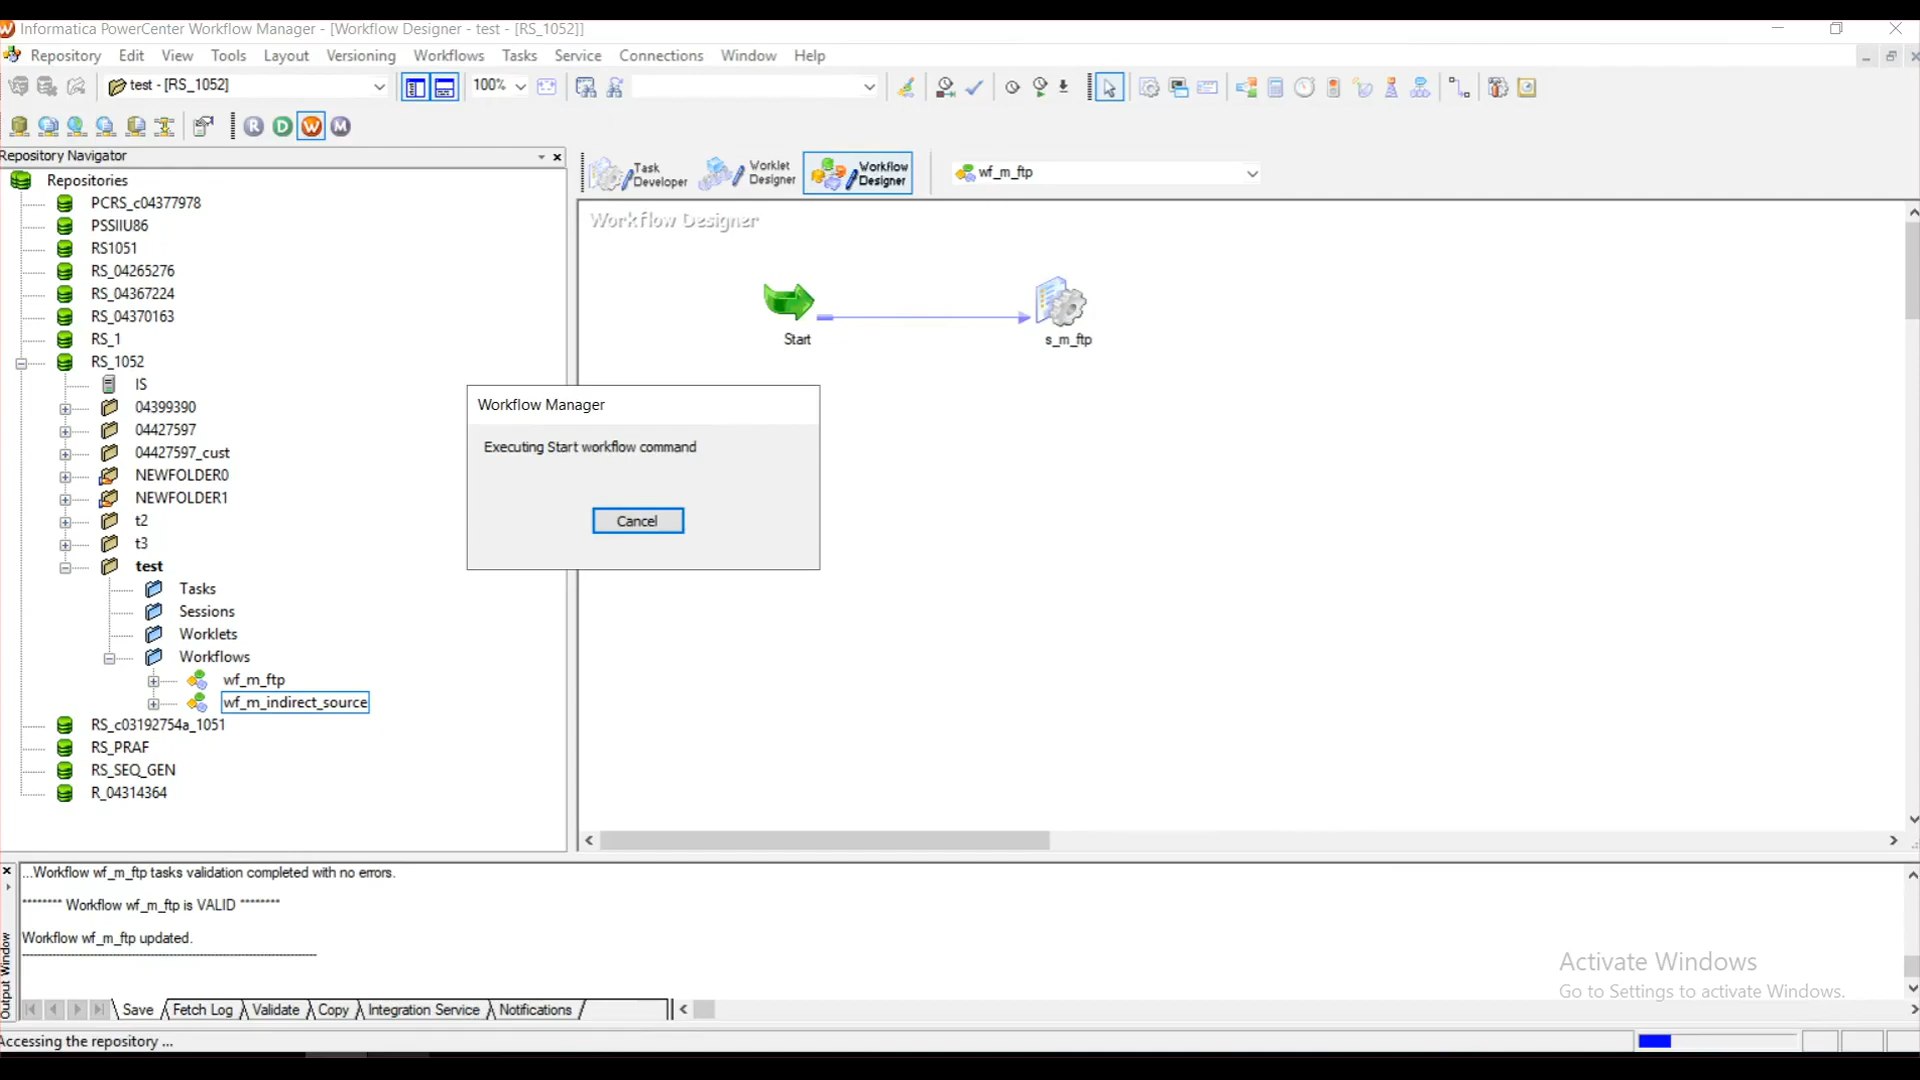 Informatica PowerCenter Workflow Manager - [Workflow Designer - test - [RS_1052]]
Repository Edit View Tools Layout Versioning Workflows Tasks Service Connections Window Help
test - [RS_1052]
100%
R D W M
Repository Navigator
Task Developer
Worklet Designer
Workflow Designer
wf_m_ftp
Repositories
PCRS_c04377978
PSSIIU86
RS1051
RS_04265276
RS_04367224
RS_04370163
RS_1
RS_1052
IS
04399390
04427597
04427597_cust
NEWFOLDER0
NEWFOLDER1
t2
t3
test
Tasks
Sessions
Worklets
Workflows
wf_m_ftp
wf_m_indirect_source
RS_c03192754a_1051
RS_PRAF
RS_SEQ_GEN
R_04314364
Workflow Designer
Start
s_m_ftp
Workflow Manager
Executing Start workflow command
Cancel
...Workflow wf_m_ftp tasks validation completed with no errors.
******** Workflow wf_m_ftp is VALID ********
Workflow wf_m_ftp updated.
Output Window
Save Fetch Log Validate Copy Integration Service Notifications
Activate Windows
Go to Settings to activate Windows.
Accessing the repository ...